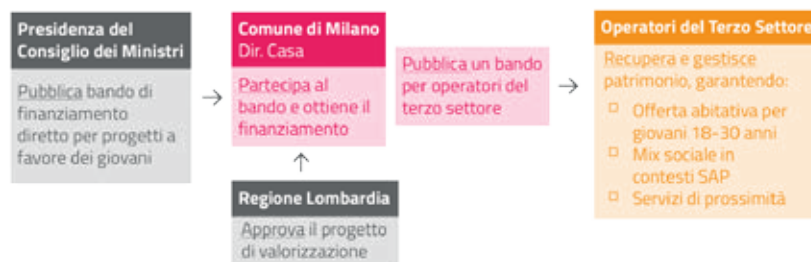 Presidenza del
Consiglio dei Ministri
Pubblica bando di
finanziamento
diretto per progetti a
favore dei giovani
Comune di Milano
Dir. Casa
Partecipa al
bando e ottiene il
finanziamento
Regione Lombardia
Approva il progetto
di valorizzazione
Pubblica un bando
per operatori del
terzo settore
Operatori del Terzo Settore
Recupera e gestisce
patrimonio, garantendo:
Offerta abitativa per
giovani 18-30 anni
Mix sociale in
contesti SAP
Servizi di prossimità